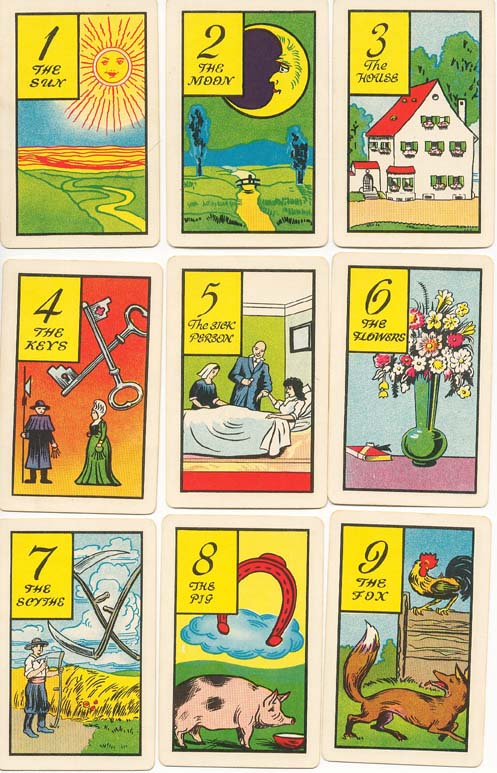 1
THE
SUN
2
THE
MOON
3
The
HOUSE
4
THE
KEYS
5
The SICK
PERSON
6
THE
FLOWERS
7
THE
SCYTHE
8
THE
PIG
9
THE
FOX